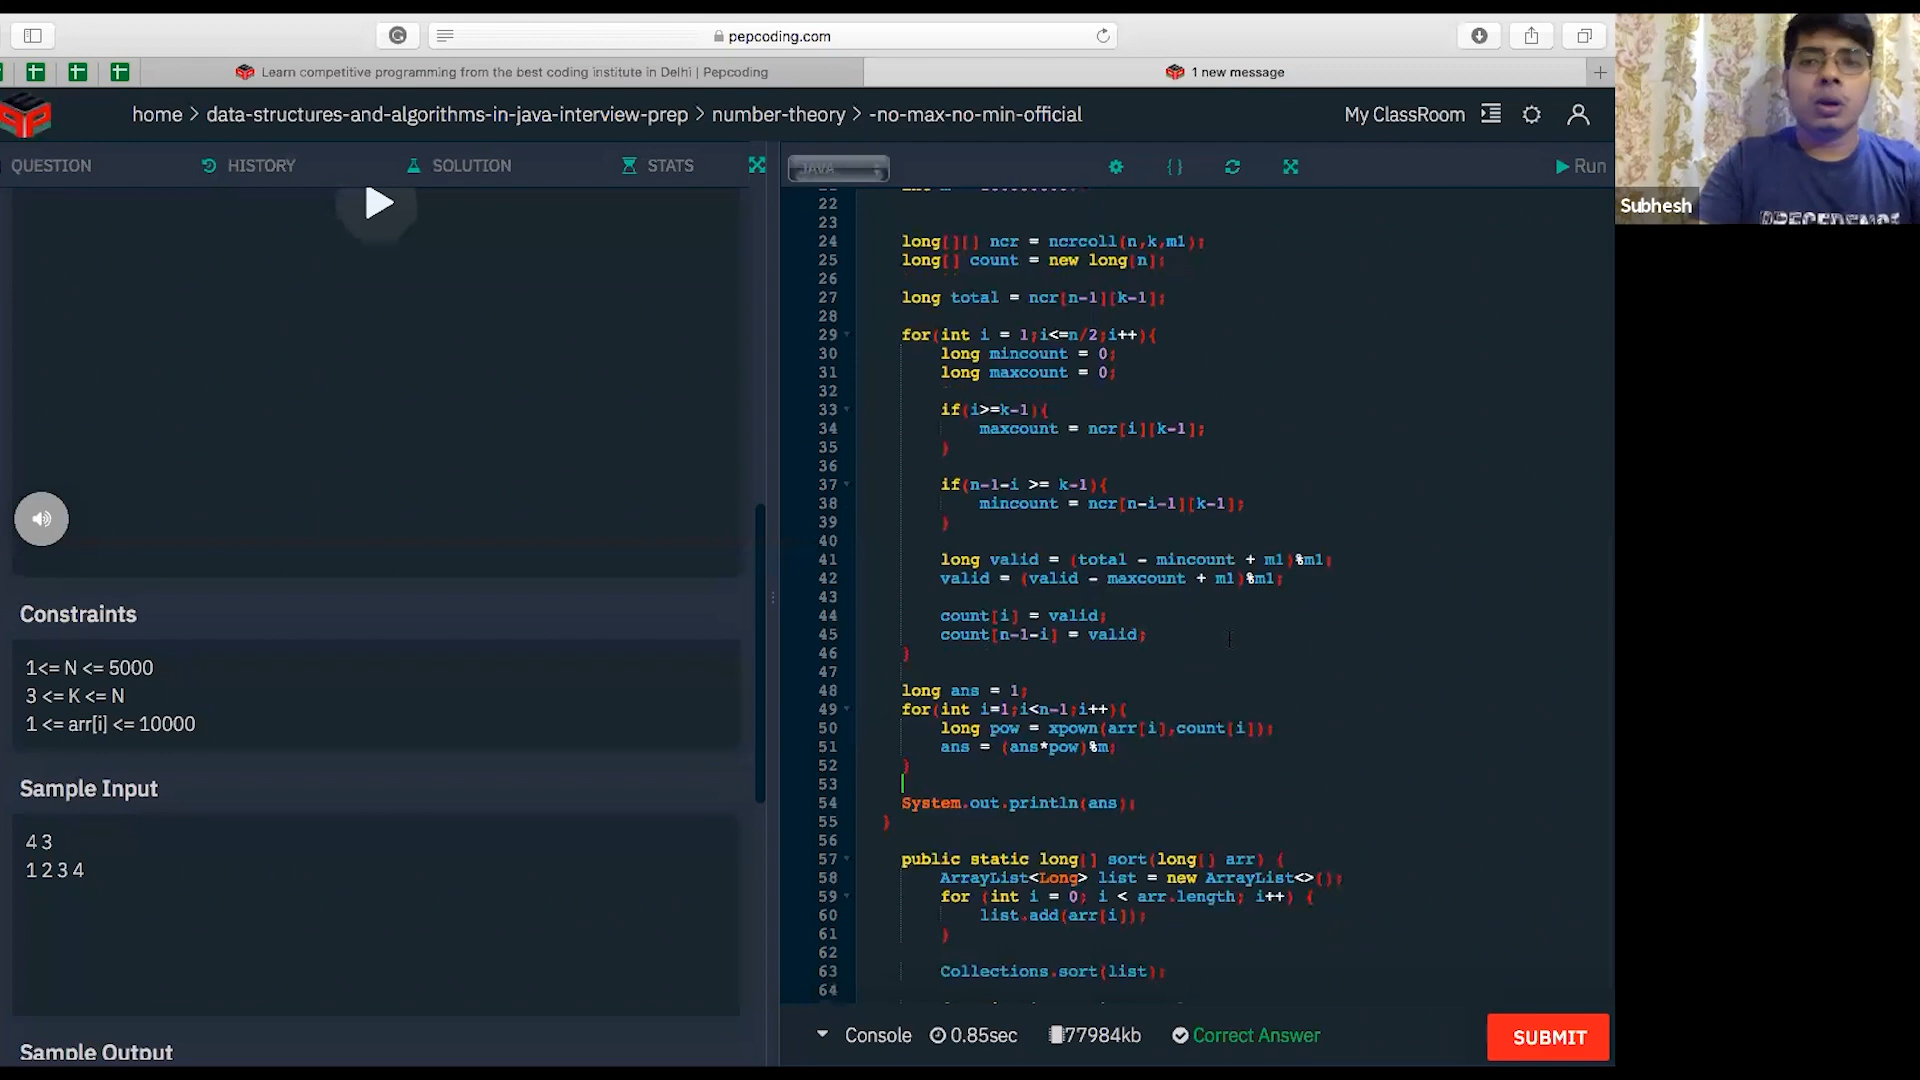 pepcoding.com
Learn competitive programming from the best coding institute in Delhi | Pepcoding
1 new message
home > data-structures-and-algorithms-in-java-interview-prep > number-theory > -no-max-no-min-official
My ClassRoom
QUESTION
HISTORY
SOLUTION
STATS
JAVA
Run
Subhesh
Constraints
1<= N <= 5000
3 <= K <= N
1 <= arr[i] <= 10000
Sample Input
4 3
1 2 3 4
Sample Output
22
23
24 long[][] ncr = ncrcoll(n,k,m1);
25 long[] count = new long[n];
26
27 long total = ncr[n-1][k-1];
28
29 for(int i = 1;i<=n/2;i++){
30 long mincount = 0;
31 long maxcount = 0;
32
33 if(i>=k-1){
34 maxcount = ncr[i][k-1];
35 }
36
37 if(n-1-i >= k-1){
38 mincount = ncr[n-i-1][k-1];
39 }
40
41 long valid = (total - mincount + m1)%m1;
42 valid = (valid - maxcount + m1)%m1;
43
44 count[i] = valid;
45 count[n-1-i] = valid;
46 }
47
48 long ans = 1;
49 for(int i=1;i<n-1;i++){
50 long pow = xpown(arr[i],count[i]);
51 ans = (ans*pow)%m;
52 }
53
54 System.out.println(ans);
55 }
56
57 public static long[] sort(long[] arr) {
58 ArrayList<Long> list = new ArrayList<>();
59 for (int i = 0; i < arr.length; i++) {
60 list.add(arr[i]);
61 }
62
63 Collections.sort(list);
64
Console
0.85sec
77984kb
Correct Answer
SUBMIT